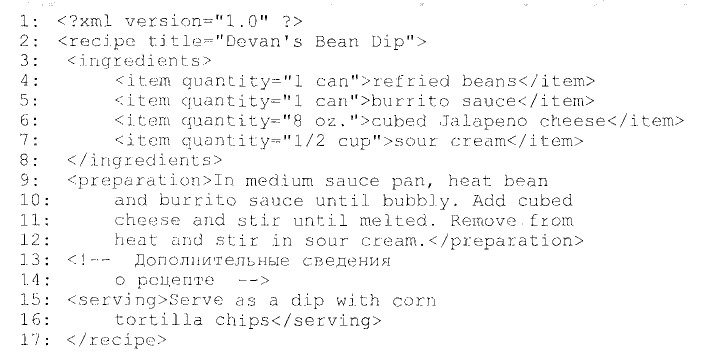 1: <?xml version="1.0" ?>
2: <recipe title="Devan's Bean Dip">
3: <ingredients>
4: <item quantity="1 can">refried beans</item>
5: <item quantity="1 can">burrito sauce</item>
6: <item quantity="8 oz.">cubed Jalapeno cheese</item>
7: <item quantity="1/2 cup">sour cream</item>
8: </ingredients>
9: <preparation>In medium sauce pan, heat bean
10: and burrito sauce until bubbly. Add cubed
11: cheese and stir until melted. Remove from
12: heat and stir in sour cream.</preparation>
13: <!-- Дополнительные сведения
14: о рецепте -->
15: <serving>Serve as a dip with corn
16: tortilla chips</serving>
17: </recipe>